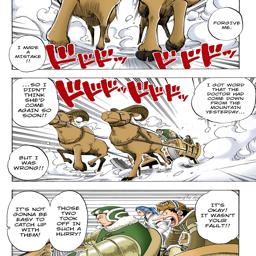 FORGIVE
ME.
I MADE
A
MISTAKE
!!
ドドドドッ
I GOT WORD
THAT THE
DOCTOR HAD
COME DOWN
FROM THE
MOUNTAIN
YESTERDAY...
...SO I
DIDN'T
THINK
SHE'D
COME
AGAIN SO
SOON!!
ドドドドッ
BUT I
WAS
WRONG!!
IT'S
OKAY!
IT WASN'T
YOUR
FAULT!!
THOSE
TWO
TOOK OFF
IN SUCH
A HURRY!
IT'S NOT
GONNA BE
EASY TO
CATCH UP
WITH
THEM!